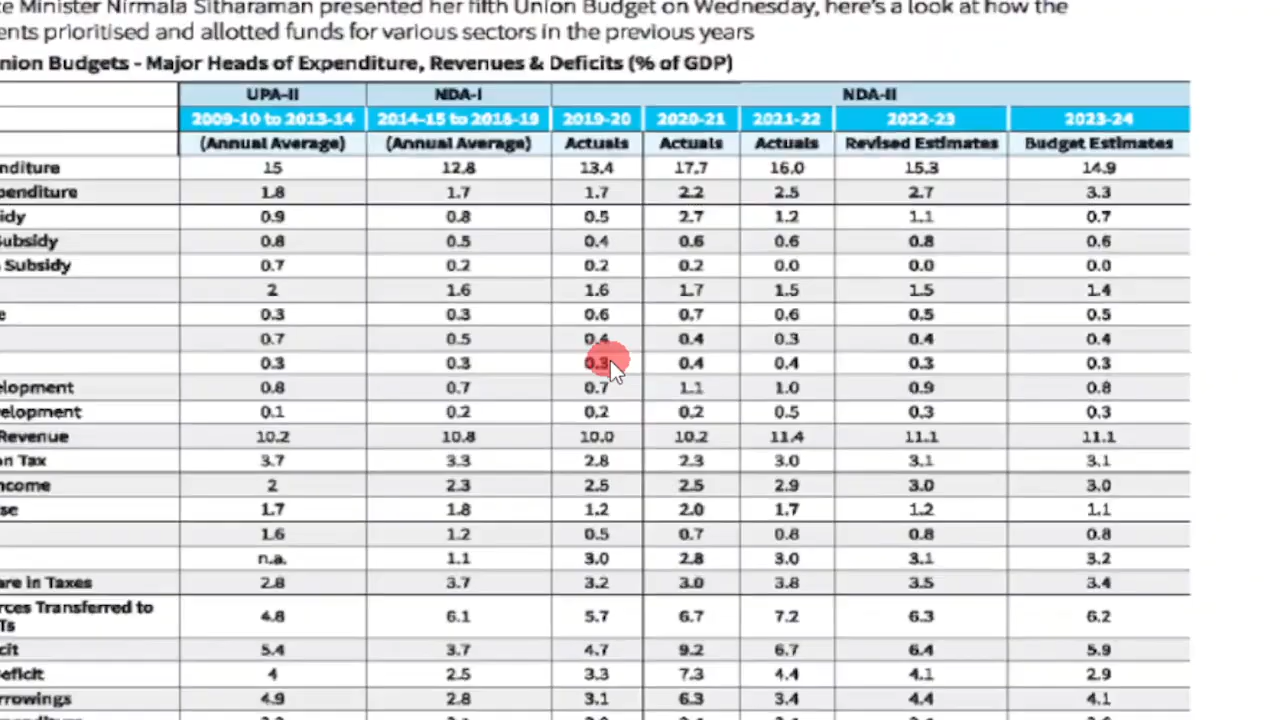 ce Minister Nirmala Sitharaman presented her fifth Union Budget on Wednesday, here's a look at how the
ents prioritised and allotted funds for various sectors in the previous years
nion Budgets - Major Heads of Expenditure, Revenues & Deficits (% of GDP)
UPA-II NDA-I NDA-II
2009-10 to 2013-14 2014-15 to 2018-19 2019-20 2020-21 2021-22 2022-23 2023-24
(Annual Average) (Annual Average) Actuals Actuals Actuals Revised Estimates Budget Estimates
nditure 15 12.8 13.4 17.7 16.0 15.3 14.9
penditure 1.8 1.7 1.7 2.2 2.5 2.7 3.3
idy 0.9 0.8 0.5 2.7 1.2 1.1 0.7
Subsidy 0.8 0.5 0.4 0.6 0.6 0.8 0.6
Subsidy 0.7 0.2 0.2 0.2 0.0 0.0 0.0
2 1.6 1.6 1.7 1.5 1.5 1.4
e 0.3 0.3 0.6 0.7 0.6 0.5 0.5
0.7 0.5 0.4 0.4 0.3 0.4 0.4
0.3 0.3 0.3 0.4 0.4 0.3 0.3
elopment 0.8 0.7 0.7 1.1 1.0 0.9 0.8
velopment 0.1 0.2 0.2 0.2 0.5 0.3 0.3
Revenue 10.2 10.8 10.0 10.2 11.4 11.1 11.1
on Tax 3.7 3.3 2.8 2.3 3.0 3.1 3.1
ncome 2 2.3 2.5 2.5 2.9 3.0 3.0
se 1.7 1.8 1.2 2.0 1.7 1.2 1.1
1.6 1.2 0.5 0.7 0.8 0.8 0.8
n.a. 1.1 3.0 2.8 3.0 3.1 3.2
are in Taxes 2.8 3.7 3.2 3.0 3.8 3.5 3.4
rces Transferred to
Ts 4.8 6.1 5.7 6.7 7.2 6.3 6.2
cit 5.4 3.7 4.7 9.2 6.7 6.4 5.9
eficit 4 2.5 3.3 7.3 4.4 4.1 2.9
rrowings 4.9 2.8 3.1 6.3 3.4 4.4 4.1